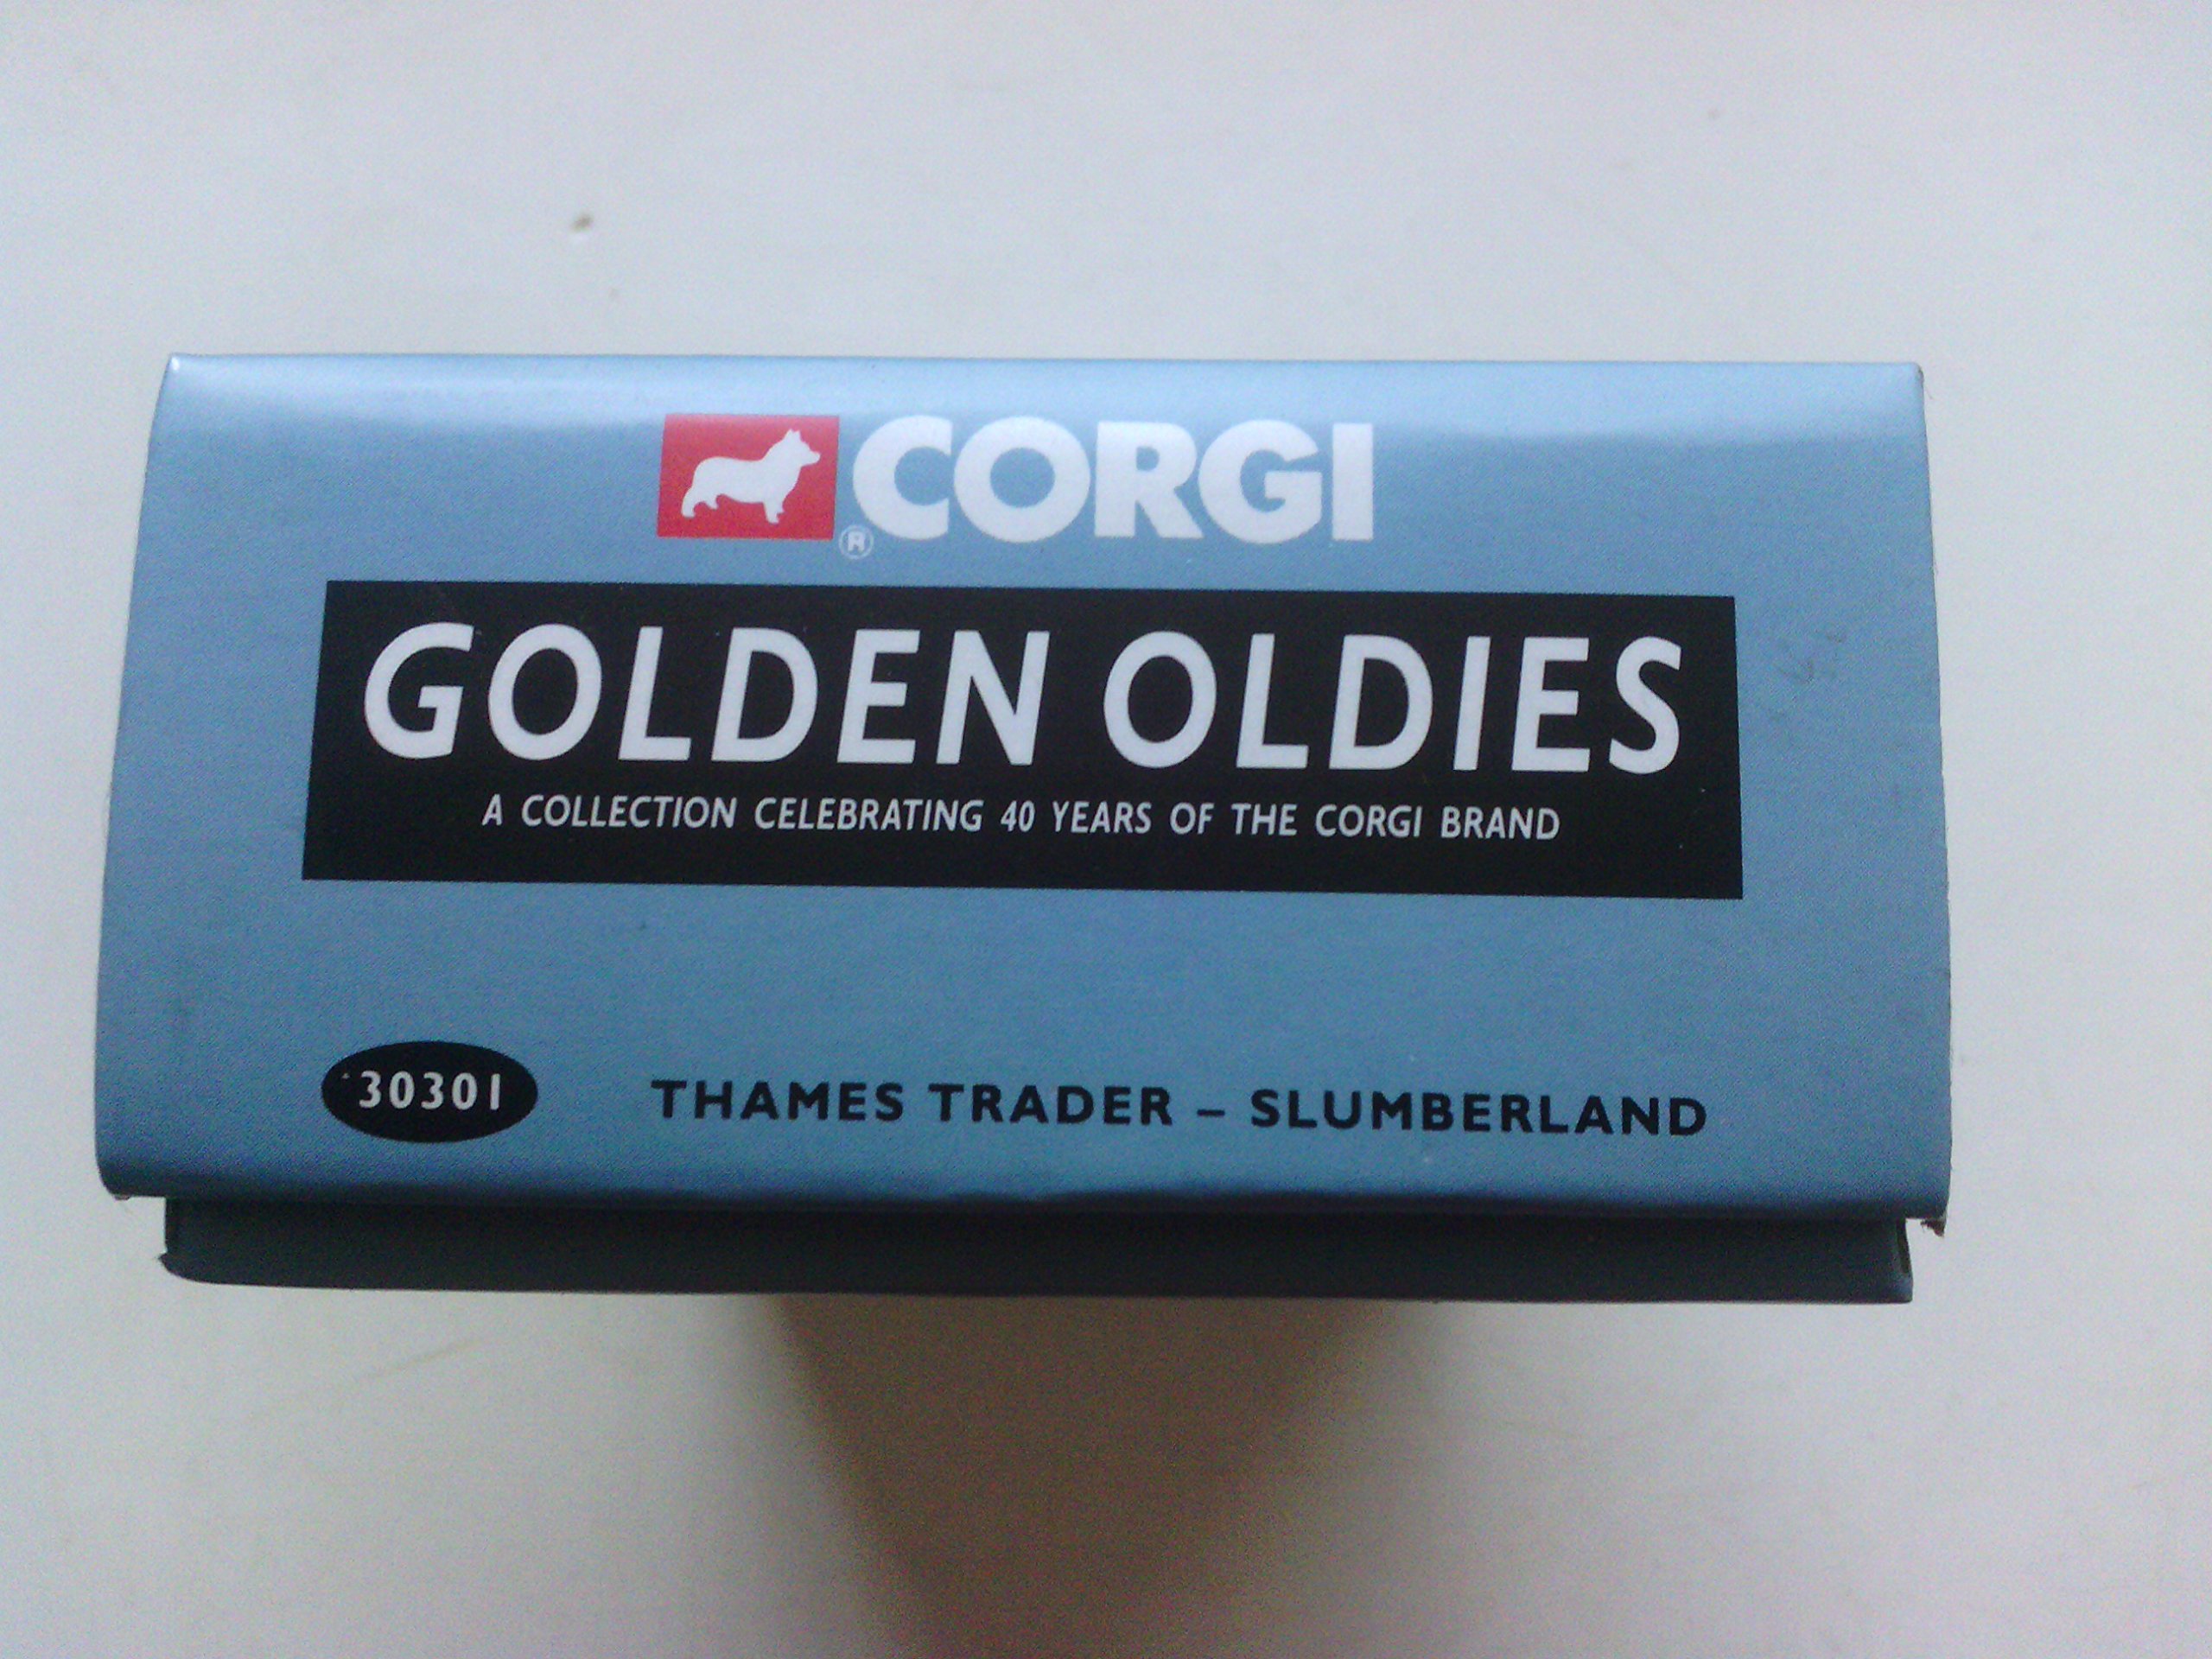 ® CORGI
GOLDEN OLDIES
A COLLECTION CELEBRATING 40 YEARS OF THE CORGI BRAND
30301 THAMES TRADER – SLUMBERLAND